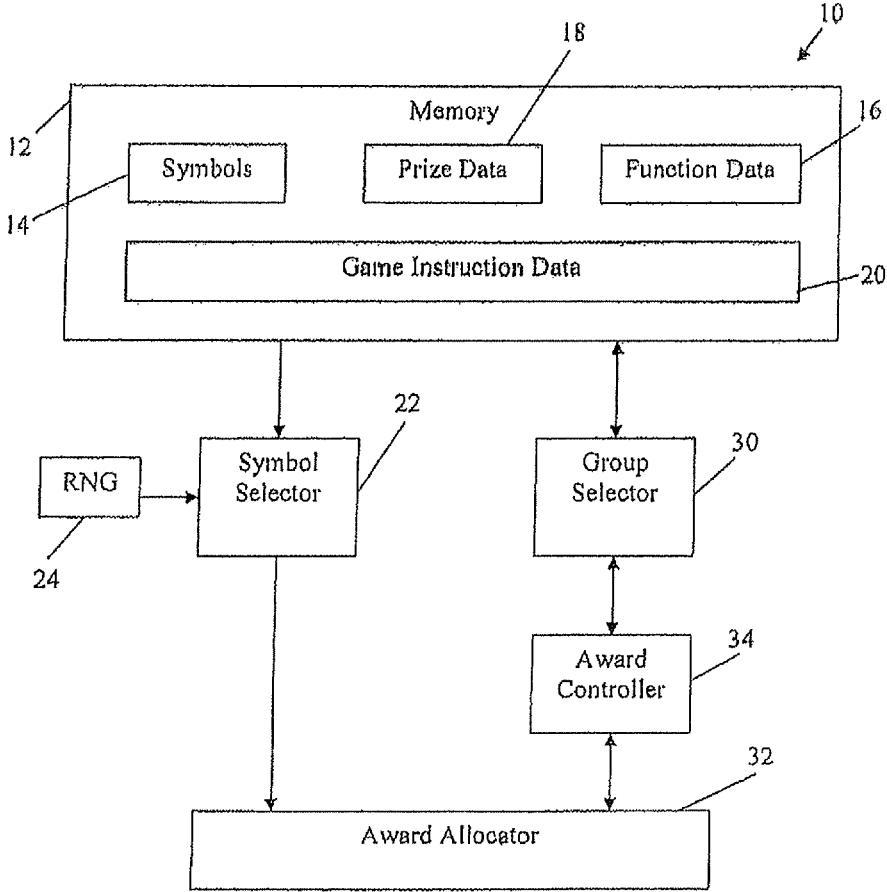 10
18
12
Memory
16
Symbols
Prize Data
Function Data
14
Game Instruction Data
20
22
30
RNG
Symbol
Selector
Group
Selector
24
34
Award
Controller
32
Award Allocator